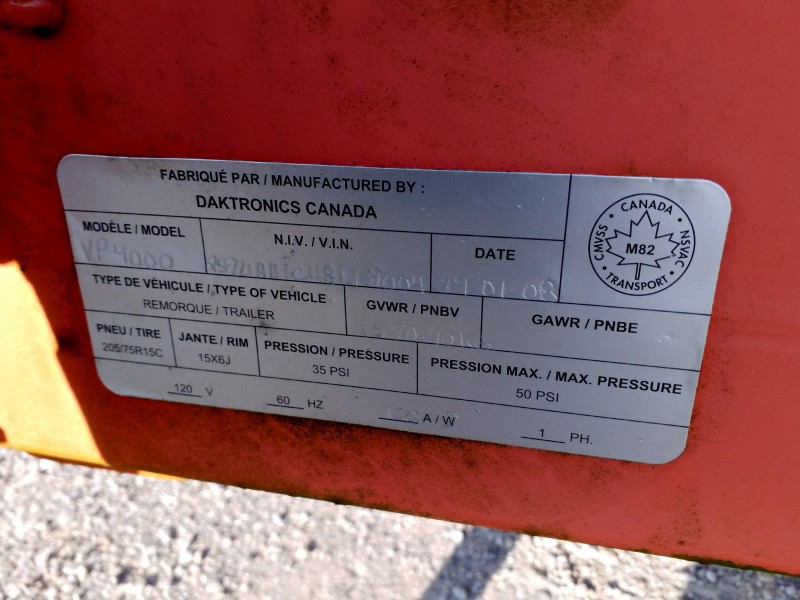 FABRIQUÉ PAR / MANUFACTURED BY :
DAKTRONICS CANADA
MODÈLE / MODEL
VP4000
N.I.V. / V.I.N.
DATE
01-08
TYPE DE VÉHICULE / TYPE OF VEHICLE
REMORQUE / TRAILER
GVWR / PNBV
GAWR / PNBE
PNEU / TIRE
205/75R15C
JANTE / RIM
15X6J
PRESSION / PRESSURE
35 PSI
PRESSION MAX. / MAX. PRESSURE
50 PSI
120 V
60 HZ
A / W
1 PH.
CANADA
CMVSS
NSVAC
M82
TRANSPORT